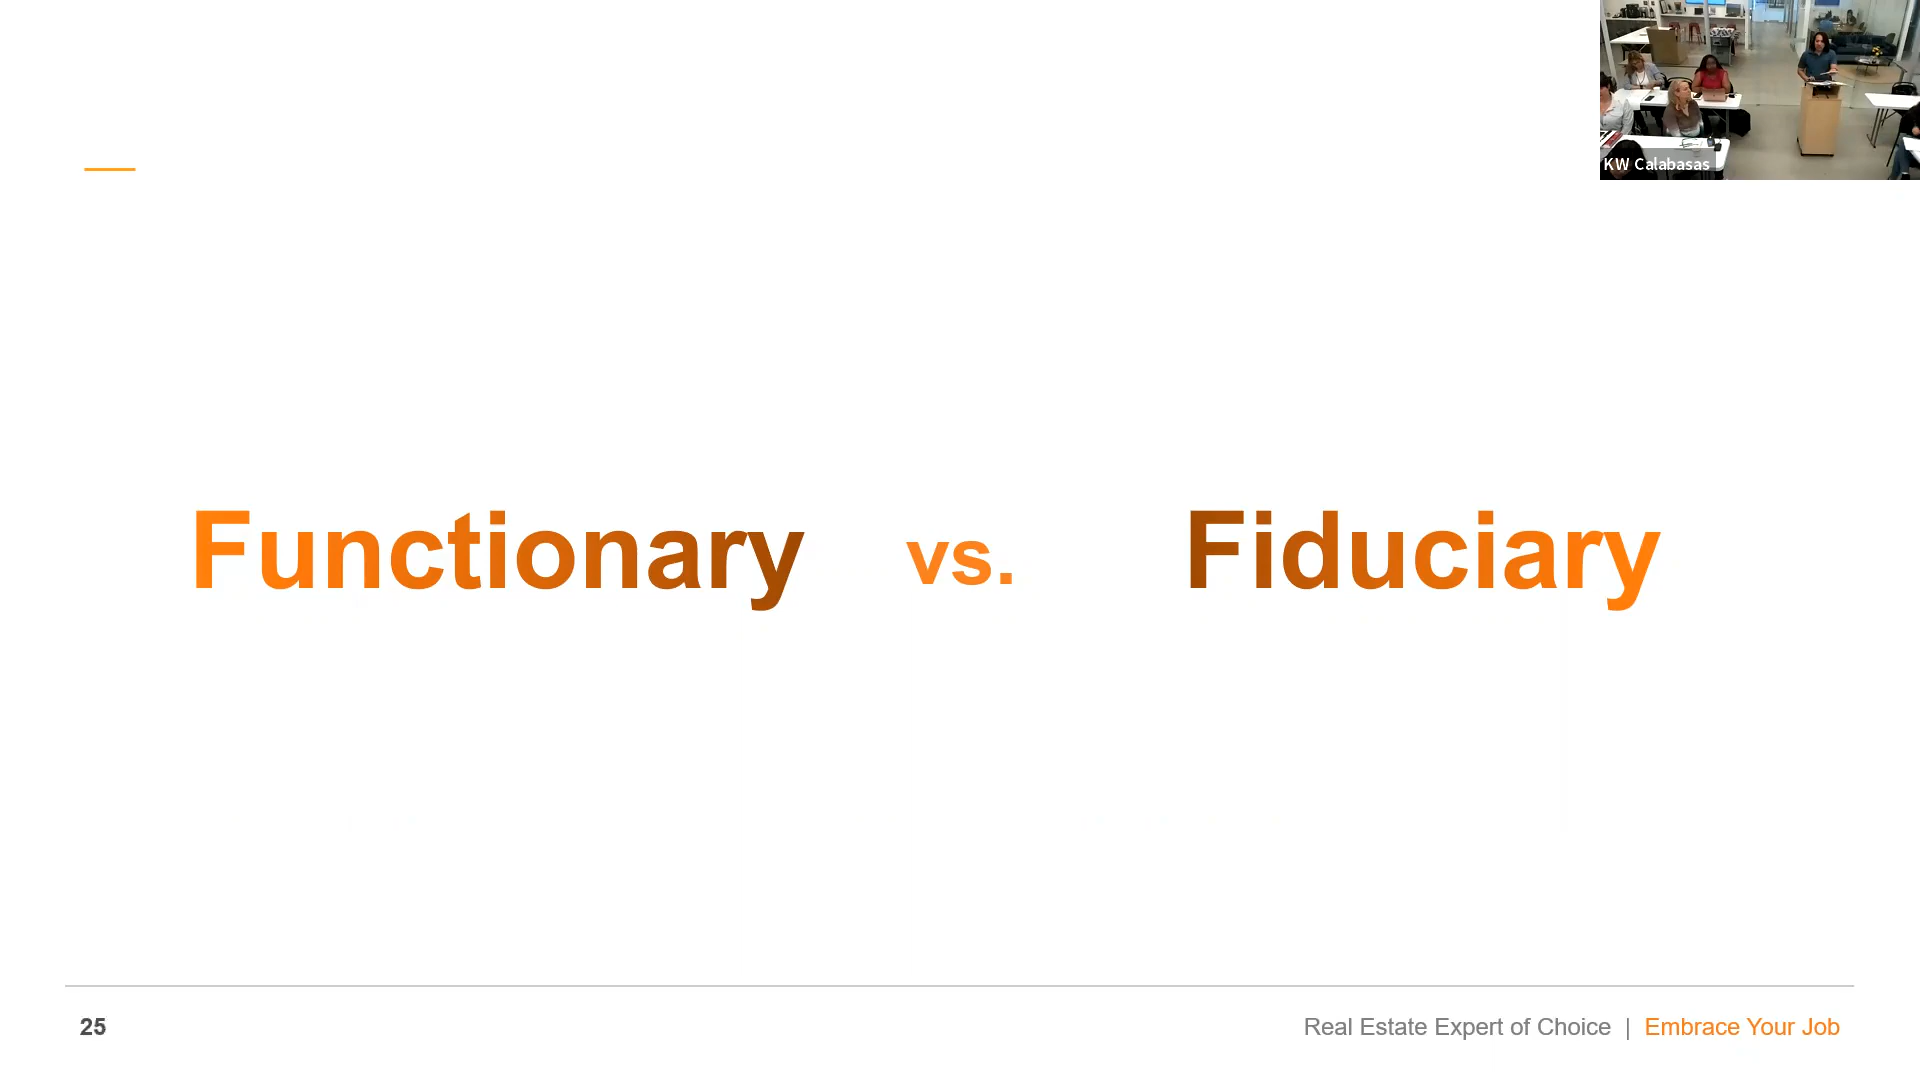 KW Calabasas
Functionary vs. Fiduciary
25
Real Estate Expert of Choice | Embrace Your Job